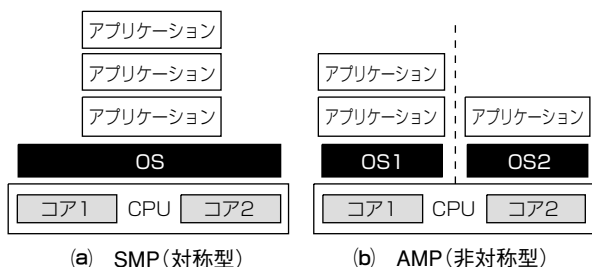 アプリケーション
アプリケーション
アプリケーション
OS
コア1 CPU コア2
(a) SMP(対称型)
アプリケーション
アプリケーション アプリケーション
OS1 OS2
コア1 CPU コア2
(b) AMP(非対称型)